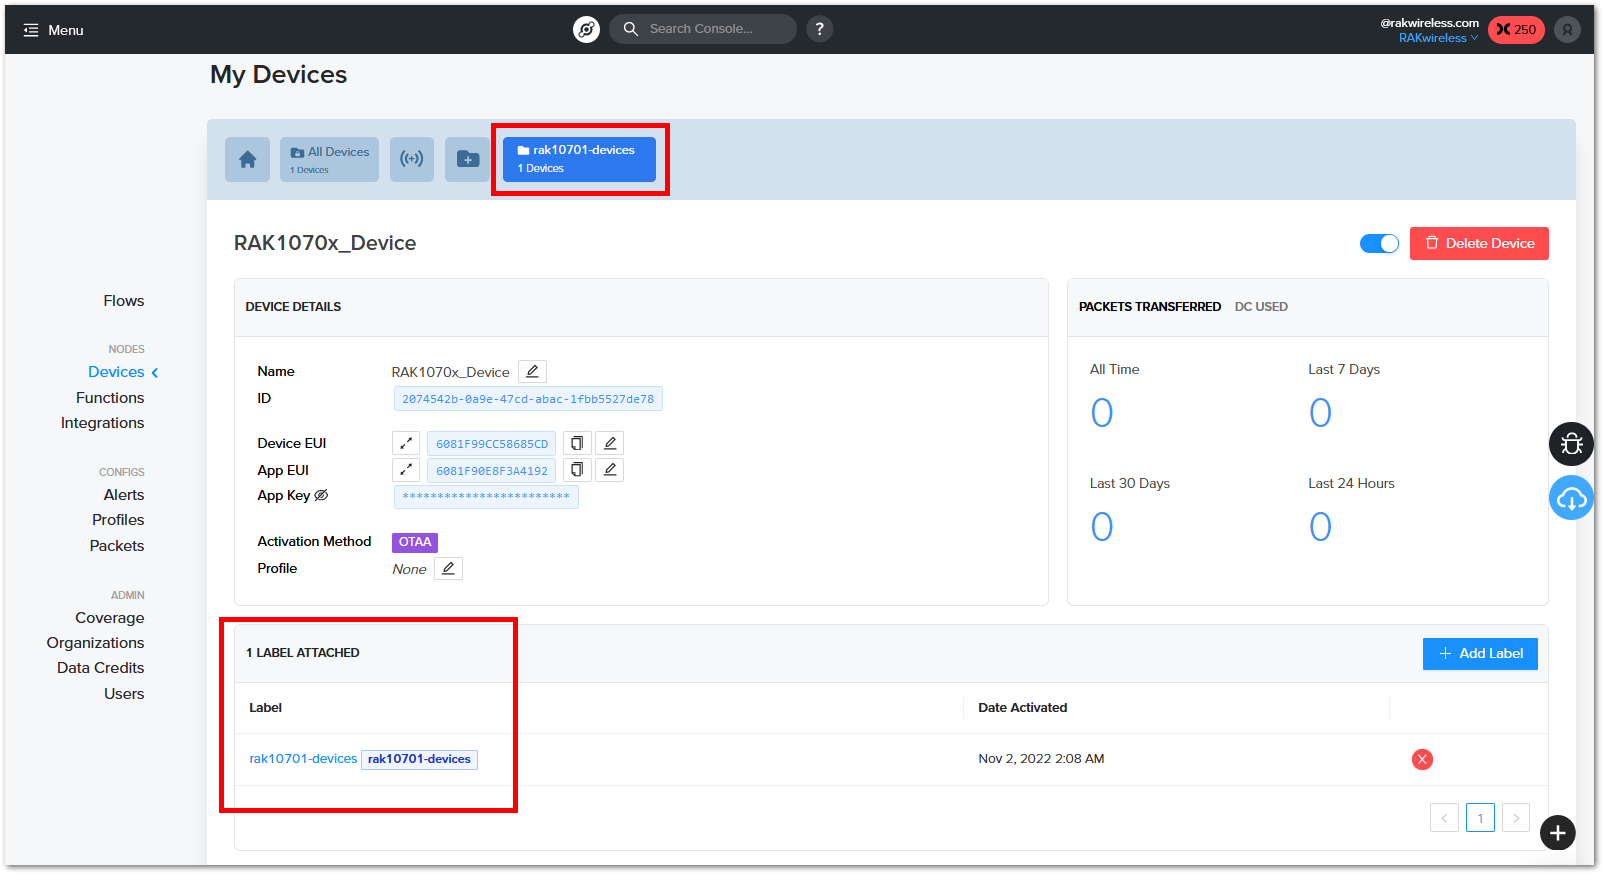 Menu
Search Console...
?
@rakwireless.com
RAKwireless
250
My Devices
All Devices
1 Devices
rak10701-devices
1 Devices
RAK1070x_Device
Delete Device
Flows
NODES
Devices
Functions
Integrations
CONFIGS
Alerts
Profiles
Packets
ADMIN
Coverage
Organizations
Data Credits
Users
DEVICE DETAILS
Name RAK1070x_Device
ID 2074542b-0a9e-47cd-abac-1fbb5527de78
Device EUI 6081F99CC58685CD
App EUI 6081F90E8F3A4192
App Key ************************
Activation Method OTAA
Profile None
PACKETS TRANSFERRED DC USED
All Time Last 7 Days
0 0
Last 30 Days Last 24 Hours
0 0
1 LABEL ATTACHED
+ Add Label
Label Date Activated
rak10701-devices rak10701-devices Nov 2, 2022 2:08 AM
< 1 >